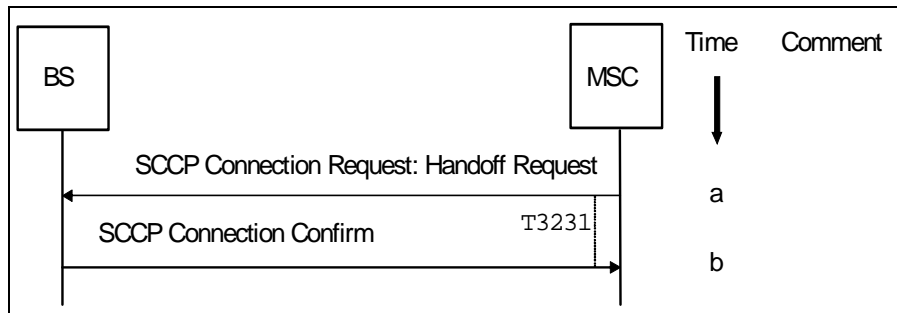 Time Comment
BS MSC
SCCP Connection Request: Handoff Request
a
T3231
SCCP Connection Confirm
b